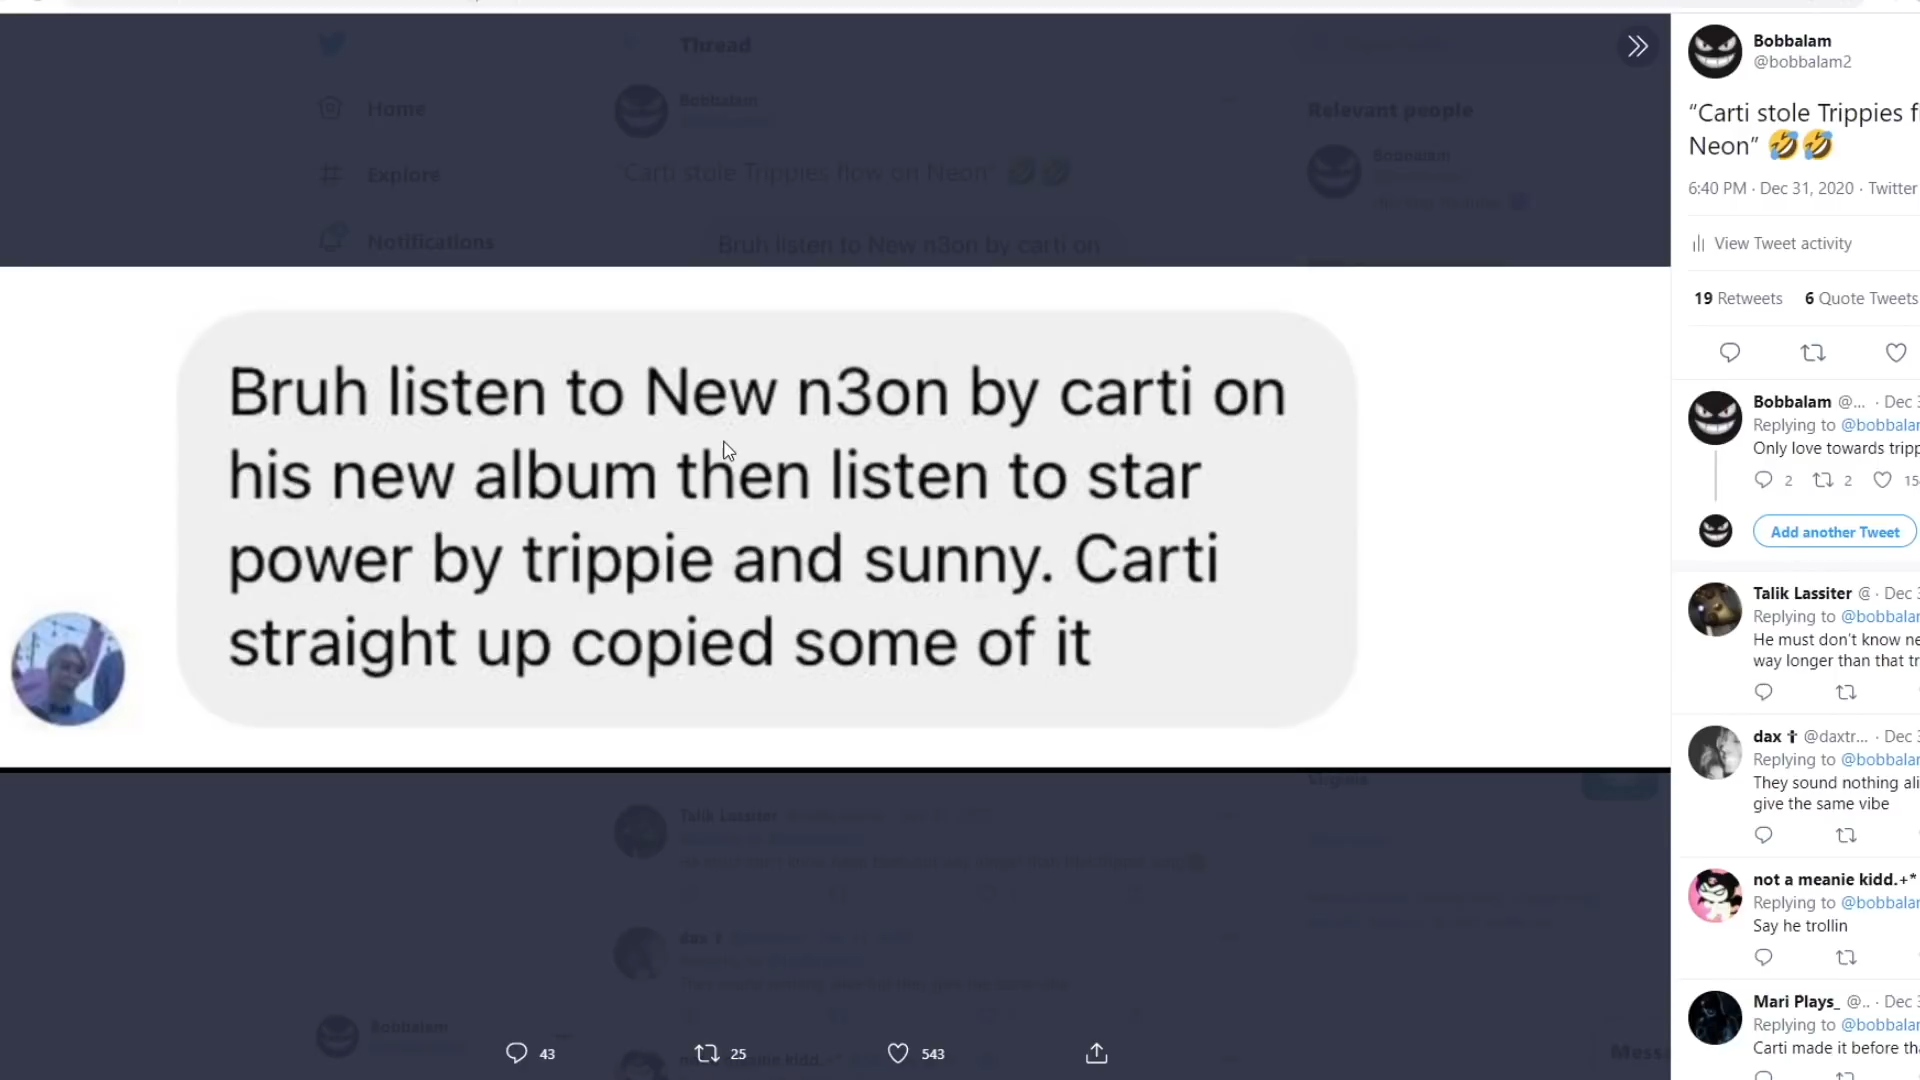 Thread
Home
Explore
Notifications
Bobbalam
"Carti stole Trippies flow on Neon" 🤣🤣
Bruh listen to New n3on by carti on
Relevant people
Bobbalam
Bruh listen to New n3on by carti on
his new album then listen to star
power by trippie and sunny. Carti
straight up copied some of it
Virginia
Talik Lassiter
dax †
Bobbalam
43
25
543
Bobbalam
@bobbalam2
“Carti stole Trippies f
Neon” 🤣🤣
6:40 PM · Dec 31, 2020 · Twitter
View Tweet activity
19 Retweets 6 Quote Tweets
Bobbalam @... · Dec 3
Replying to @bobbalam
Only love towards tripp
2 2 15
Add another Tweet
Talik Lassiter @ · Dec 3
Replying to @bobbalam
He must don't know ne
way longer than that tr
dax † @daxtr... · Dec 3
Replying to @bobbalam
They sound nothing ali
give the same vibe
not a meanie kidd.+*
Replying to @bobbalam
Say he trollin
Mari Plays_ @.. · Dec 3
Replying to @bobbalam
Carti made it before tha